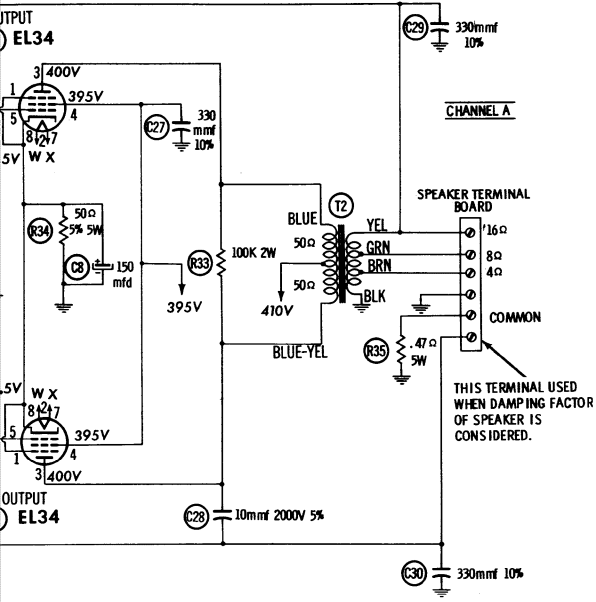 UTPUT
EL34
3 400V
1
395V
5
4
8 2 7
5V
W X
C27
330
mmf
10%
C29
330mmf
10%
CHANNEL A
R34
50Ω
5% 5W
C8
150
mfd
R33
100K 2W
395V
T2
BLUE
50Ω
50Ω
410V
BLUE-YEL
YEL
GRN
BRN
BLK
SPEAKER TERMINAL
BOARD
16Ω
8Ω
4Ω
COMMON
R35
.47Ω
5W
THIS TERMINAL USED
WHEN DAMPING FACTOR
OF SPEAKER IS
CONSIDERED.
.5V
W X
8 2 7
5
395V
1
4
3 400V
OUTPUT
EL34
C28
10mmf 2000V 5%
C30
330mmf 10%